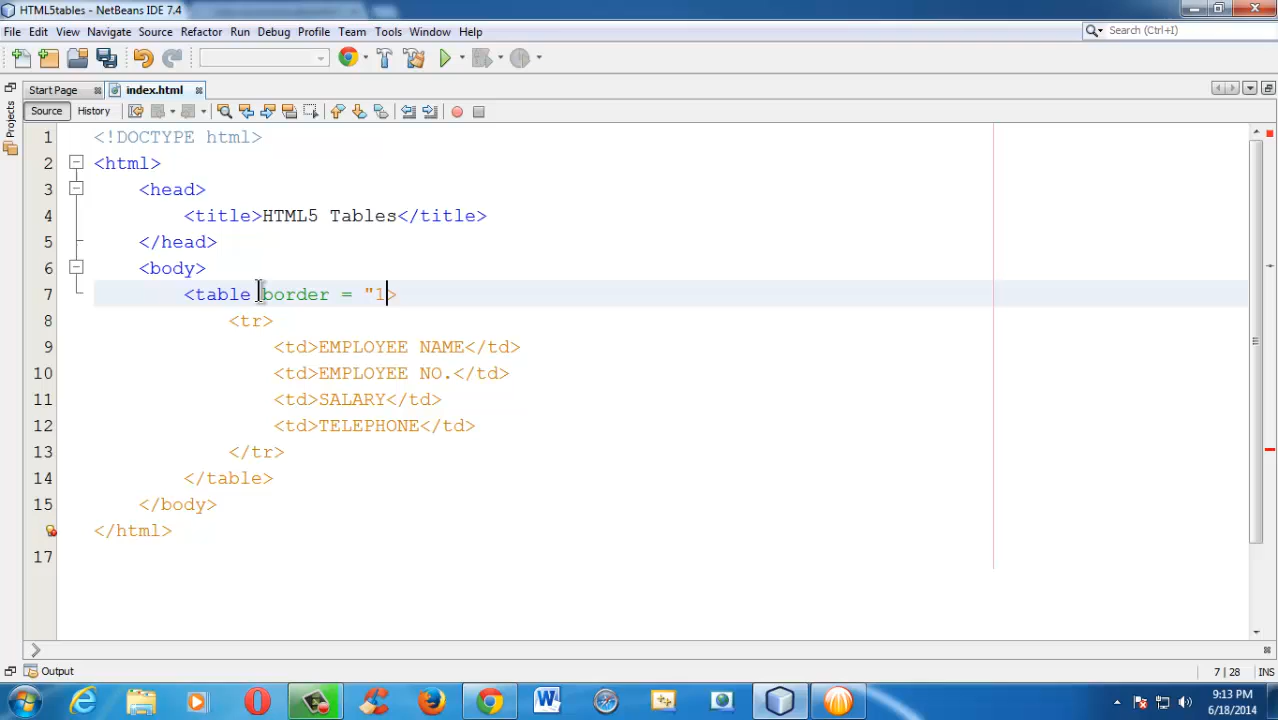 HTML5tables - NetBeans IDE 7.4
File Edit View Navigate Source Refactor Run Debug Profile Team Tools Window Help
Search (Ctrl+I)
Start Page index.html
Source History
Projects
1 <!DOCTYPE html>
2 <html>
3 <head>
4 <title>HTML5 Tables</title>
5 </head>
6 <body>
7 <table border = "1>
8 <tr>
9 <td>EMPLOYEE NAME</td>
10 <td>EMPLOYEE NO.</td>
11 <td>SALARY</td>
12 <td>TELEPHONE</td>
13 </tr>
14 </table>
15 </body>
</html>
17
Output
7 | 28 INS
9:13 PM
6/18/2014